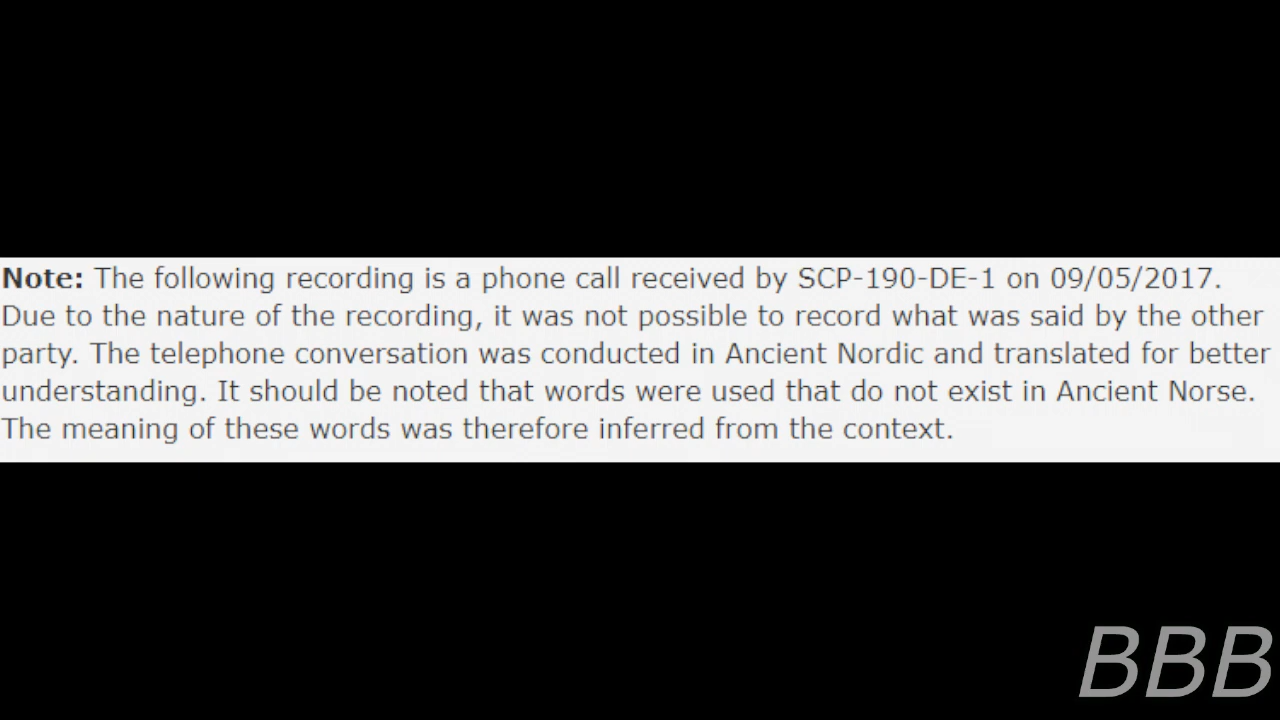 Note: The following recording is a phone call received by SCP-190-DE-1 on 09/05/2017.
Due to the nature of the recording, it was not possible to record what was said by the other
party. The telephone conversation was conducted in Ancient Nordic and translated for better
understanding. It should be noted that words were used that do not exist in Ancient Norse.
The meaning of these words was therefore inferred from the context.
BBB